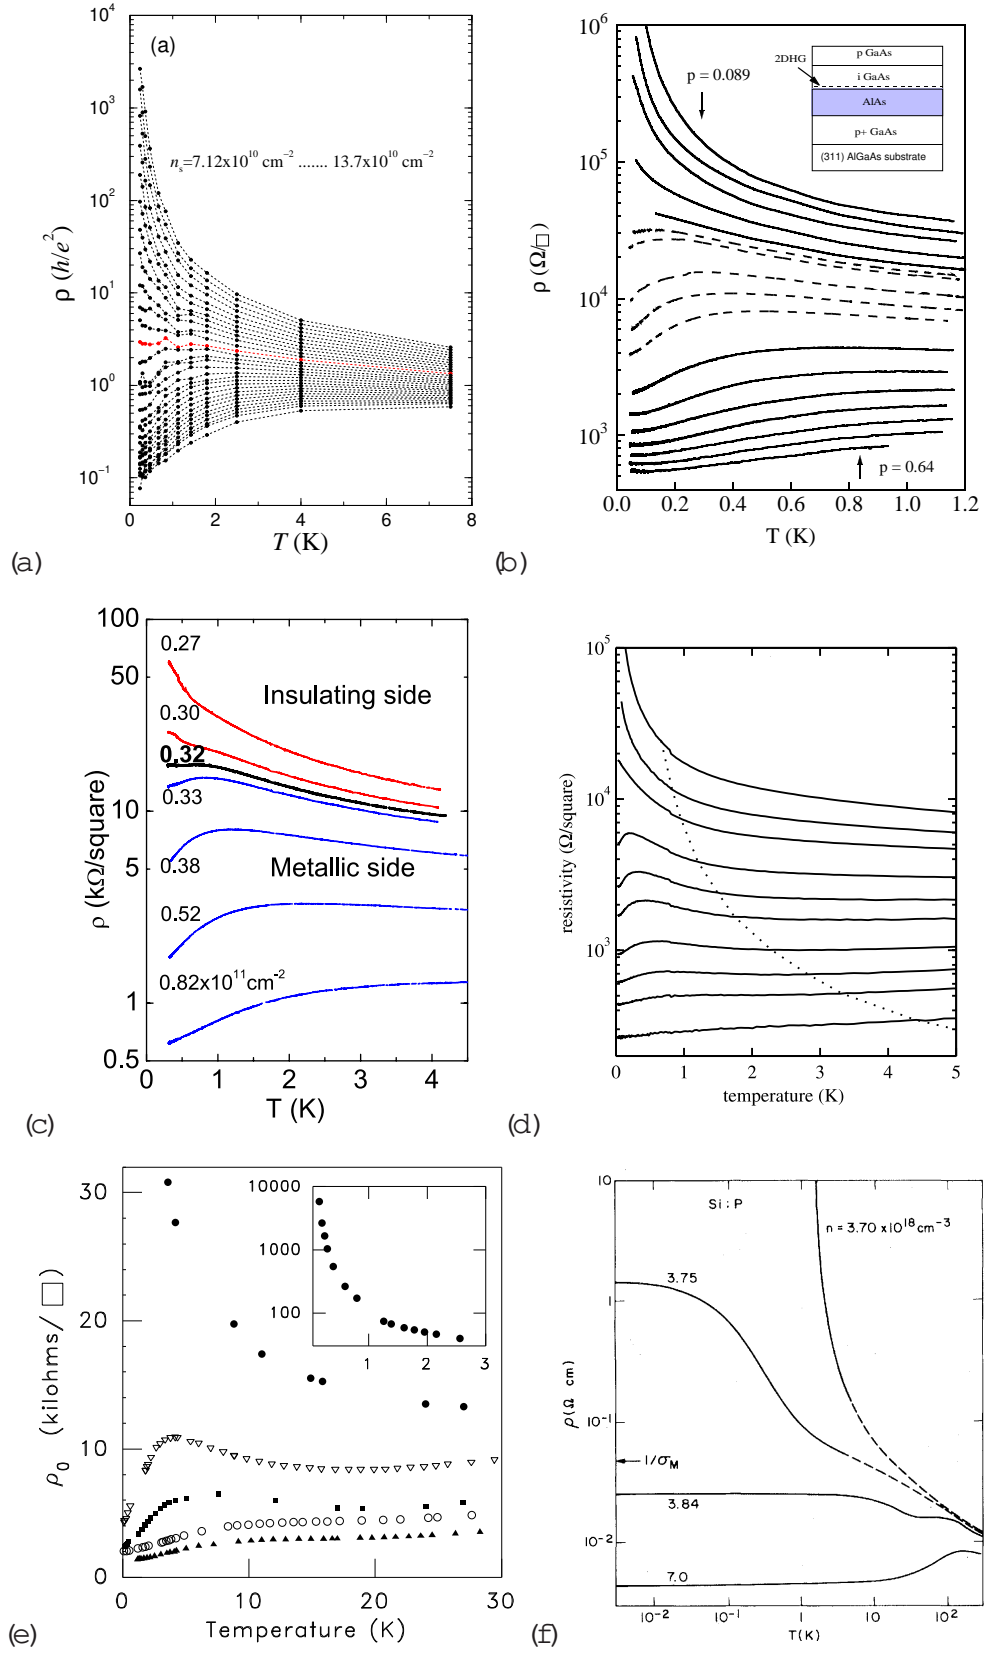 (a)
10^4
10^3
10^2
10^1
10^0
10^-1
ρ (h/e^2)
n_s=7.12x10^10 cm^-2 ....... 13.7x10^10 cm^-2
0 2 4 6 8
T (K)
(a)
10^6
10^5
10^4
10^3
ρ (Ω/□)
p = 0.089
2DHG
p GaAs
i GaAs
AlAs
p+ GaAs
(311) AlGaAs substrate
p = 0.64
0.0 0.2 0.4 0.6 0.8 1.0 1.2
T (K)
(b)
100
50
10
5
1
0.5
ρ (kΩ/square)
0.27
0.30
0.32
0.33
0.38
0.52
0.82x10^11cm^-2
Insulating side
Metallic side
0 1 2 3 4
T (K)
(c)
10^5
10^4
10^3
resistivity (Ω/square)
0 1 2 3 4 5
temperature (K)
(d)
30
20
10
0
ρ_0 (kilohms/□)
10000
1000
100
1 2 3
0 10 20 30
Temperature (K)
(e)
10
1
10^-1
10^-2
ρ(Ω cm)
Si:P
n = 3.70 x 10^18 cm^-3
3.75
1/σ_M
3.84
7.0
10^-2 10^-1 1 10 10^2
T(K)
(f)